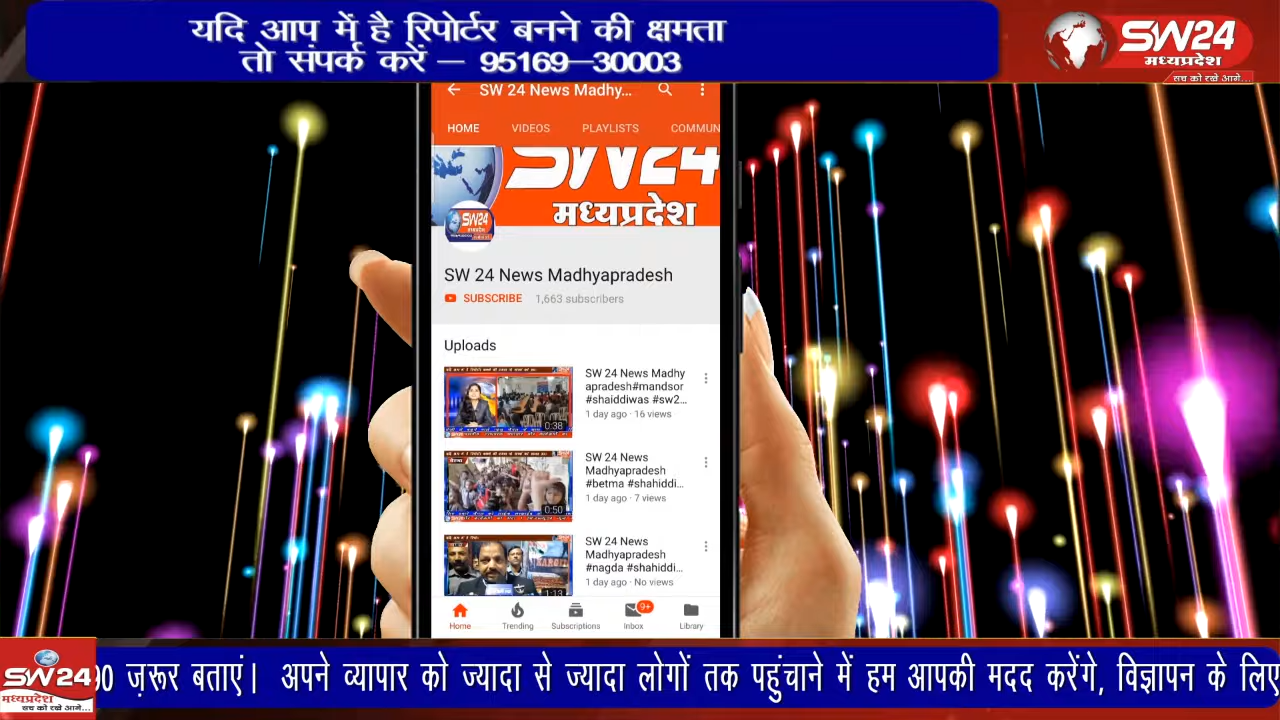 यदि आप में है रिपोर्टर बनने की क्षमता
तो संपर्क करें – 95169–30003
SW24
मध्यप्रदेश
सच को रखे आगे...
SW 24 News Madhy...
HOME VIDEOS PLAYLISTS COMMUN
SW24
मध्यप्रदेश
SW24
SW 24 News Madhyapradesh
SUBSCRIBE 1,663 subscribers
Uploads
SW 24 News Madhy
apradesh#mandsor
#shaiddiwas #sw2...
1 day ago · 16 views
0:38
SW 24 News
Madhyapradesh
#betma #shahiddi...
1 day ago · 7 views
0:50
SW 24 News
Madhyapradesh
#nagda #shahiddi...
1 day ago · No views
1:13
9+
Home Trending Subscriptions Inbox Library
SW24
मध्यप्रदेश
सच को रखे आगे...
00 ज़रूर बताएं। अपने व्यापार को ज्यादा से ज्यादा लोगों तक पहुंचाने में हम आपकी मदद करेंगे, विज्ञापन के लिए